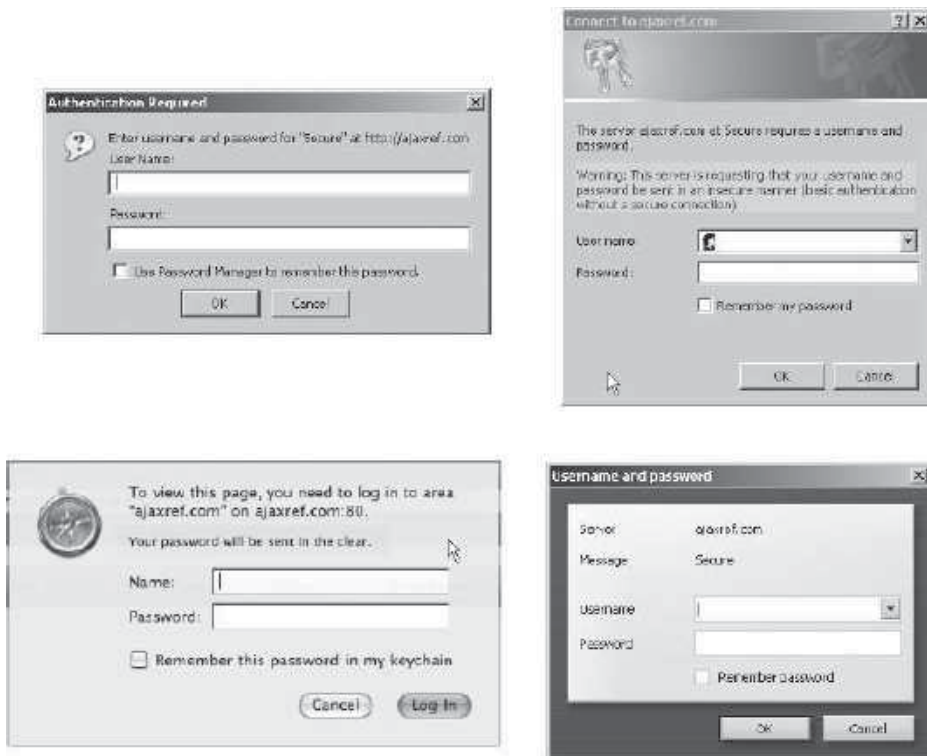 Authentication Required
Enter username and password for "Secure" at http://ajaxref.com
User Name:
Password:
Use Password Manager to remember this password.
OK
Cancel
Connect to ajaxref.com
The server ajaxref.com at Secure requires a username and
password.
Warning: This server is requesting that your username and
password be sent in an insecure manner (basic authentication
without a secure connection)
User name
Password:
Remember my password
OK
Cancel
To view this page, you need to log in to area
"ajaxref.com" on ajaxref.com:80.
Your password will be sent in the clear.
Name:
Password:
Remember this password in my keychain
Cancel
Log In
Username and password
Server
ajaxref.com
Message
Secure
Username
Password
Remember password
OK
Cancel